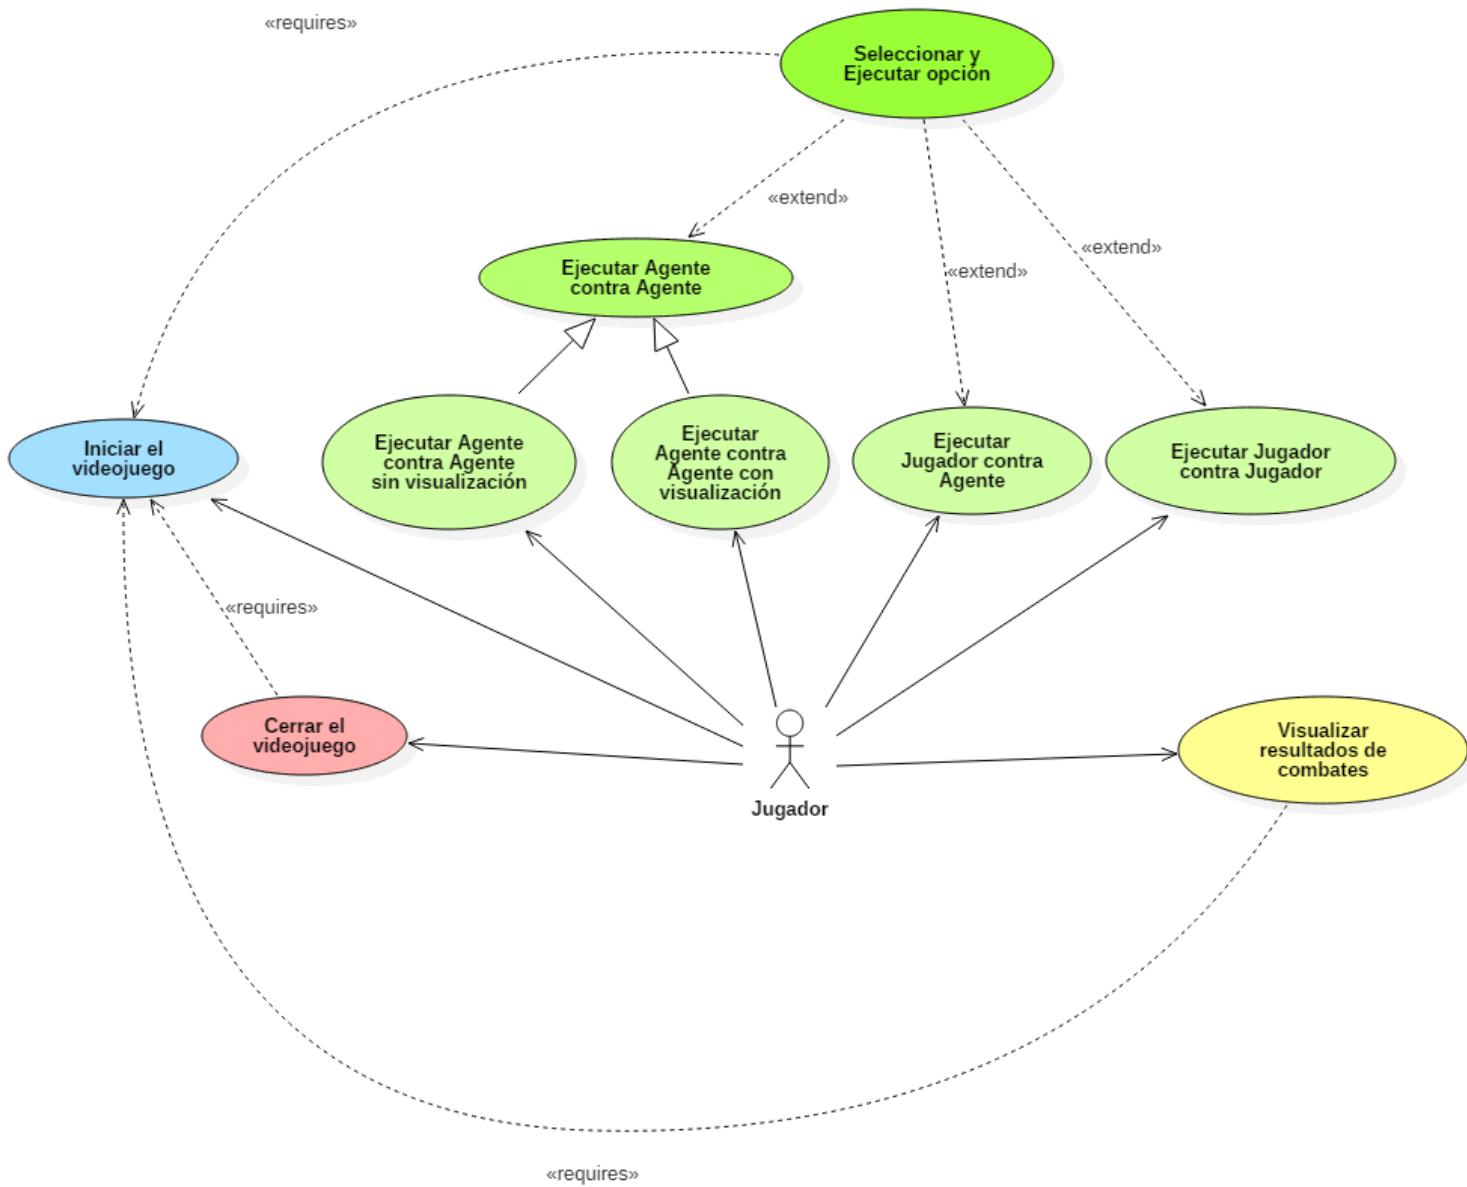 «requires»
Seleccionar y
Ejecutar opción
«extend»
«extend»
«extend»
Ejecutar Agente
contra Agente
Iniciar el
videojuego
Ejecutar Agente
contra Agente
sin visualización
Ejecutar
Agente contra
Agente con
visualización
Ejecutar
Jugador contra
Agente
Ejecutar Jugador
contra Jugador
«requires»
Cerrar el
videojuego
Jugador
Visualizar
resultados de
combates
«requires»